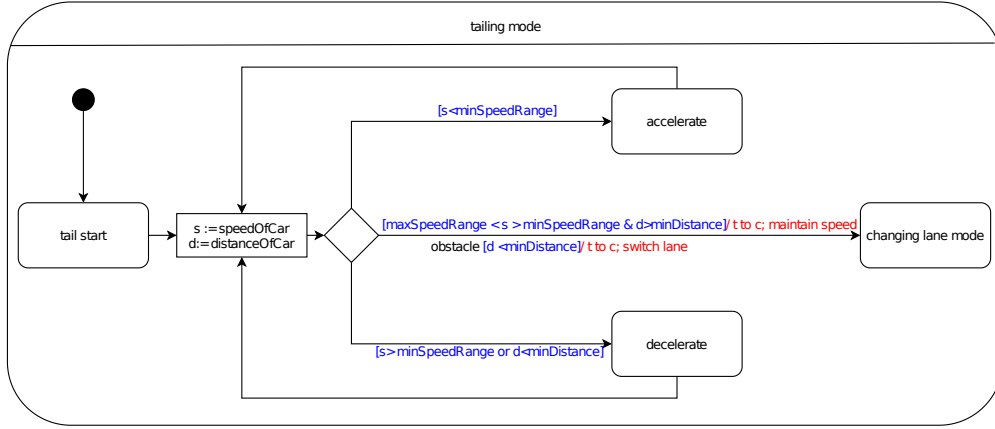 tailing mode
[s<minSpeedRange]
accelerate
tail start
s :=speedOfCar
d:=distanceOfCar
[maxSpeedRange < s > minSpeedRange & d>minDistance]/ t to c; maintain speed
obstacle [d <minDistance]/ t to c; switch lane
changing lane mode
[s> minSpeedRange or d<minDistance]
decelerate